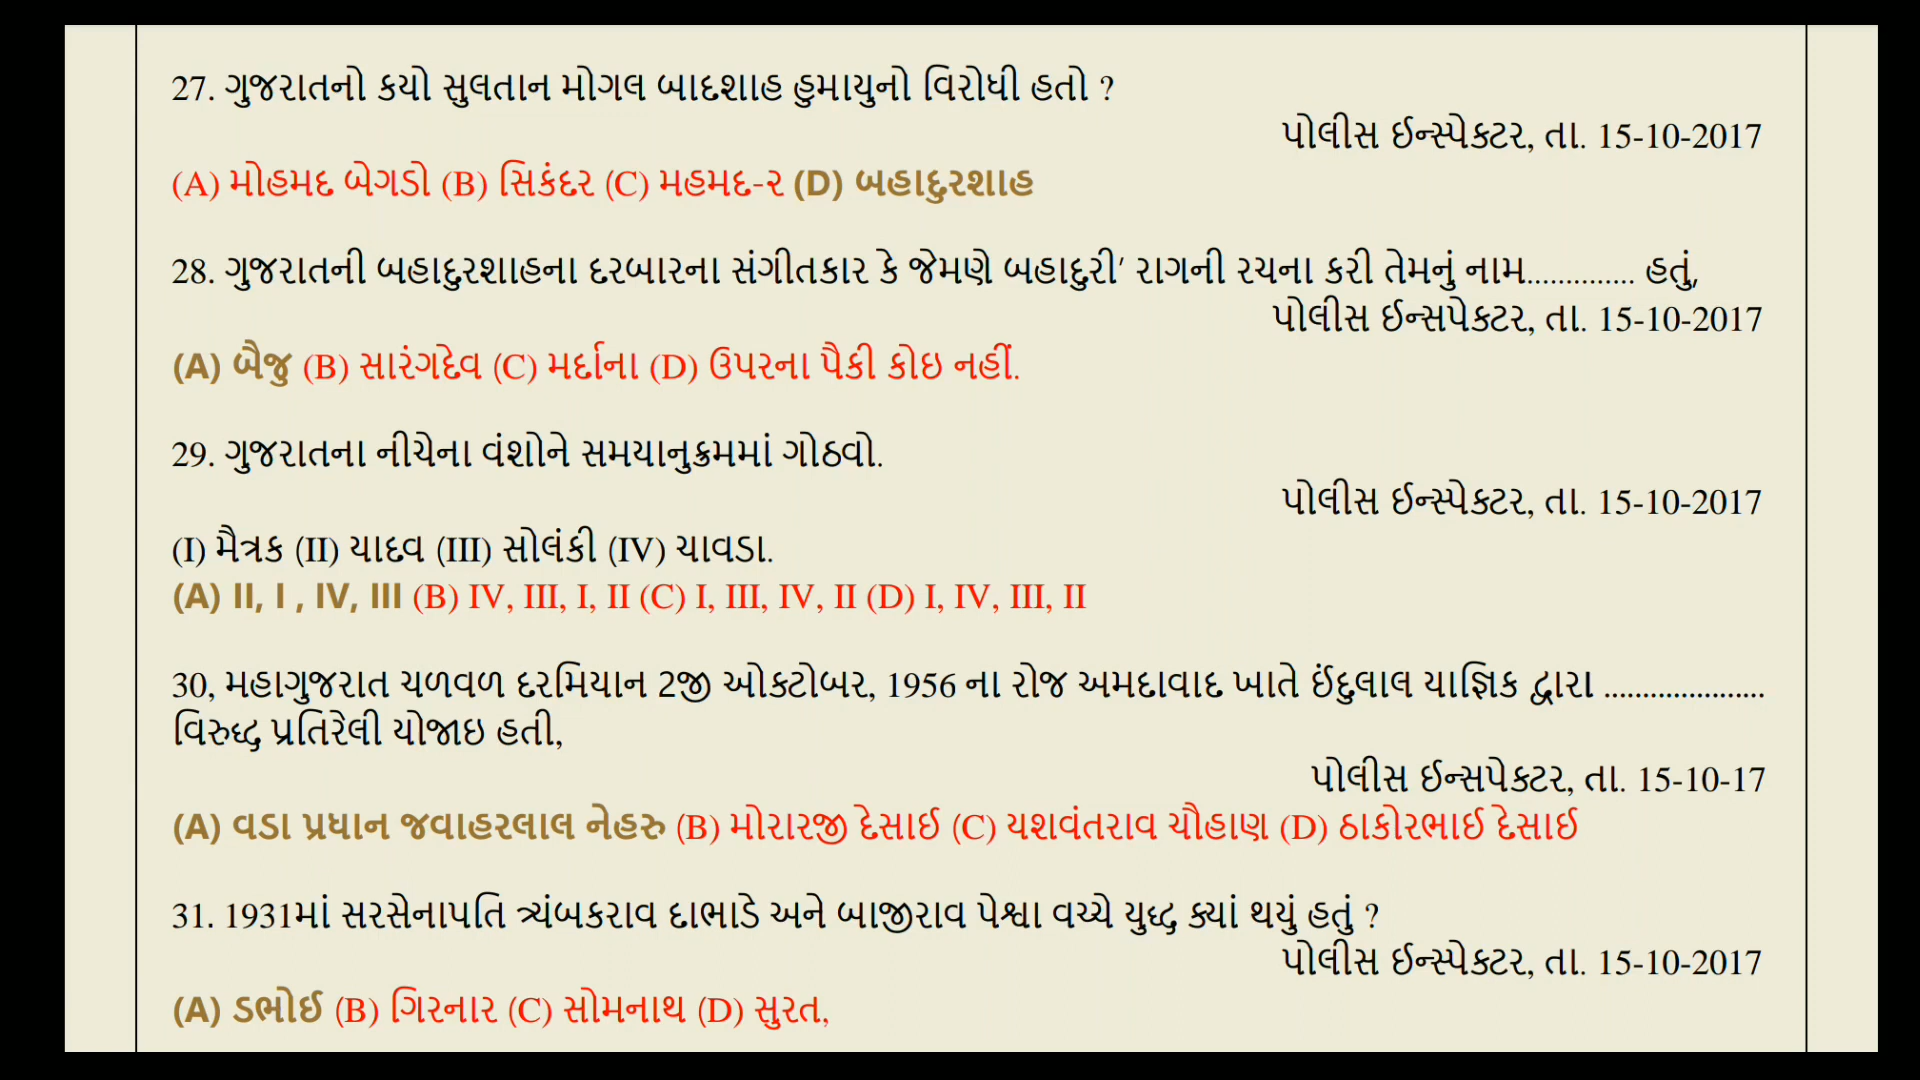 27. ગુજરાતનો કયો સુલતાન મોગલ બાદશાહ હુમાયુનો વિરોધી હતો ?
પોલીસ ઈન્સ્પેક્ટર, તા. 15-10-2017
(A) મોહમદ બેગડો (B) સિકંદર (C) મહમદ-ર (D) બહાદુરશાહ
28. ગુજરાતની બહાદુરશાહના દરબારના સંગીતકાર કે જેમણે બહાદુરી’ રાગની રચના કરી તેમનું નામ.............. હતું,
પોલીસ ઈન્સપેક્ટર, તા. 15-10-2017
(A) બૈજુ (B) સારંગદેવ (C) મર્દાના (D) ઉપરના પૈકી કોઇ નહીં.
29. ગુજરાતના નીચેના વંશોને સમયાનુક્રમમાં ગોઠવો.
પોલીસ ઈન્સ્પેક્ટર, તા. 15-10-2017
(I) મૈત્રક (II) યાદવ (III) સોલંકી (IV) ચાવડા.
(A) II, I , IV, III (B) IV, III, I, II (C) I, III, IV, II (D) I, IV, III, II
30, મહાગુજરાત ચળવળ દરમિયાન 2જી ઓક્ટોબર, 1956 ના રોજ અમદાવાદ ખાતે ઈંદુલાલ યાજ્ઞિક દ્વારા .....................
વિરુધ્ધ પ્રતિરેલી યોજાઇ હતી,
પોલીસ ઈન્સપેક્ટર, તા. 15-10-17
(A) વડા પ્રધાન જવાહરલાલ નેહરુ (B) મોરારજી દેસાઈ (C) યશવંતરાવ ચૌહાણ (D) ઠાકોરભાઈ દેસાઈ
31. 1931માં સરસેનાપતિ ત્ર્યંબકરાવ દાભાડે અને બાજીરાવ પેશ્વા વચ્ચે યુધ્ધ ક્યાં થયું હતું ?
પોલીસ ઈન્સ્પેક્ટર, તા. 15-10-2017
(A) ડભોઈ (B) ગિરનાર (C) સોમનાથ (D) સુરત,